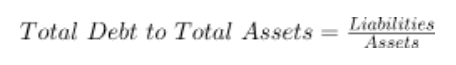 Total Debt to Total Assets = Liabilities / Assets